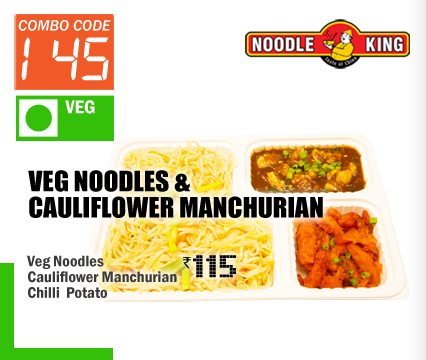 COMBO CODE
145
VEG
NOODLE KING
Taste of China
VEG NOODLES &
CAULIFLOWER MANCHURIAN
Veg Noodles
Cauliflower Manchurian
Chilli Potato
₹115